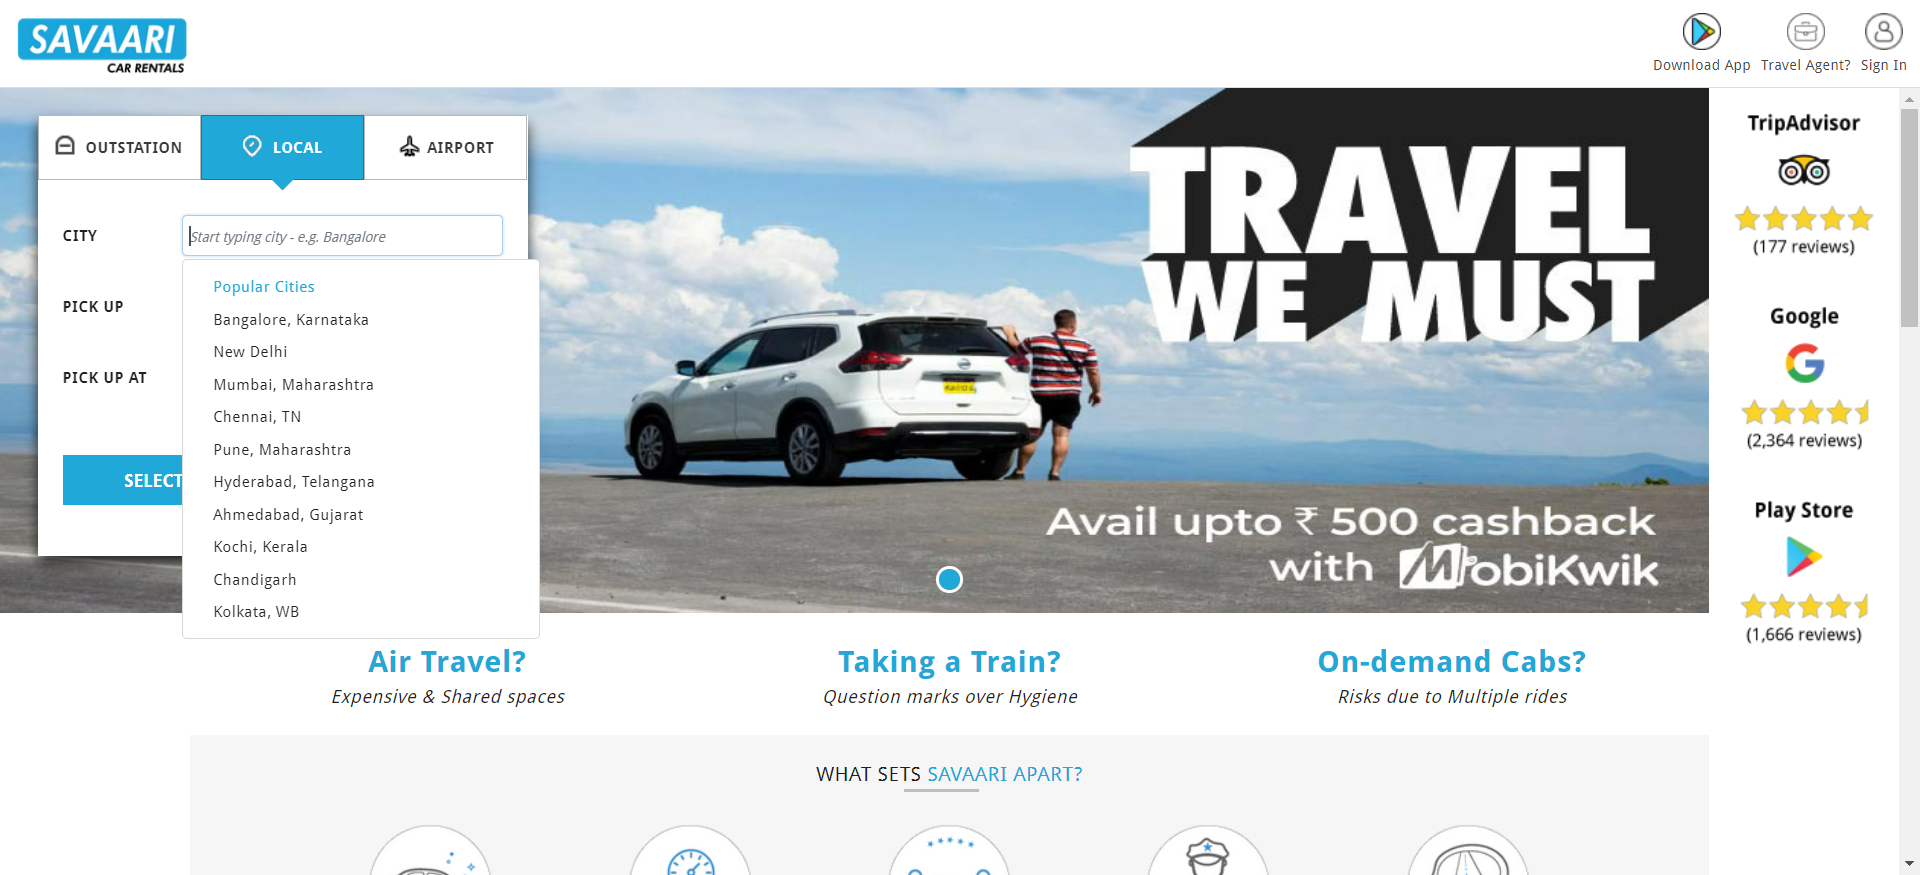 SAVAARI
CAR RENTALS
Download App
Travel Agent?
Sign In
OUTSTATION
LOCAL
AIRPORT
CITY
Start typing city - e.g. Bangalore
PICK UP
PICK UP AT
SELECT
Popular Cities
Bangalore, Karnataka
New Delhi
Mumbai, Maharashtra
Chennai, TN
Pune, Maharashtra
Hyderabad, Telangana
Ahmedabad, Gujarat
Kochi, Kerala
Chandigarh
Kolkata, WB
TRAVEL
WE MUST
Avail upto ₹ 500 cashback
with MobiKwik
TripAdvisor
(177 reviews)
Google
(2,364 reviews)
Play Store
(1,666 reviews)
Air Travel?
Expensive & Shared spaces
Taking a Train?
Question marks over Hygiene
On-demand Cabs?
Risks due to Multiple rides
WHAT SETS SAVAARI APART?